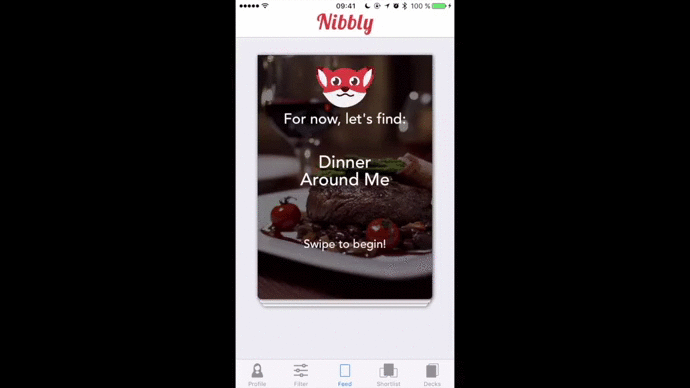 09:41
100 %
Nibbly
For now, let's find:
Dinner
Around Me
Swipe to begin!
Profile
Filter
Feed
Shortlist
Decks